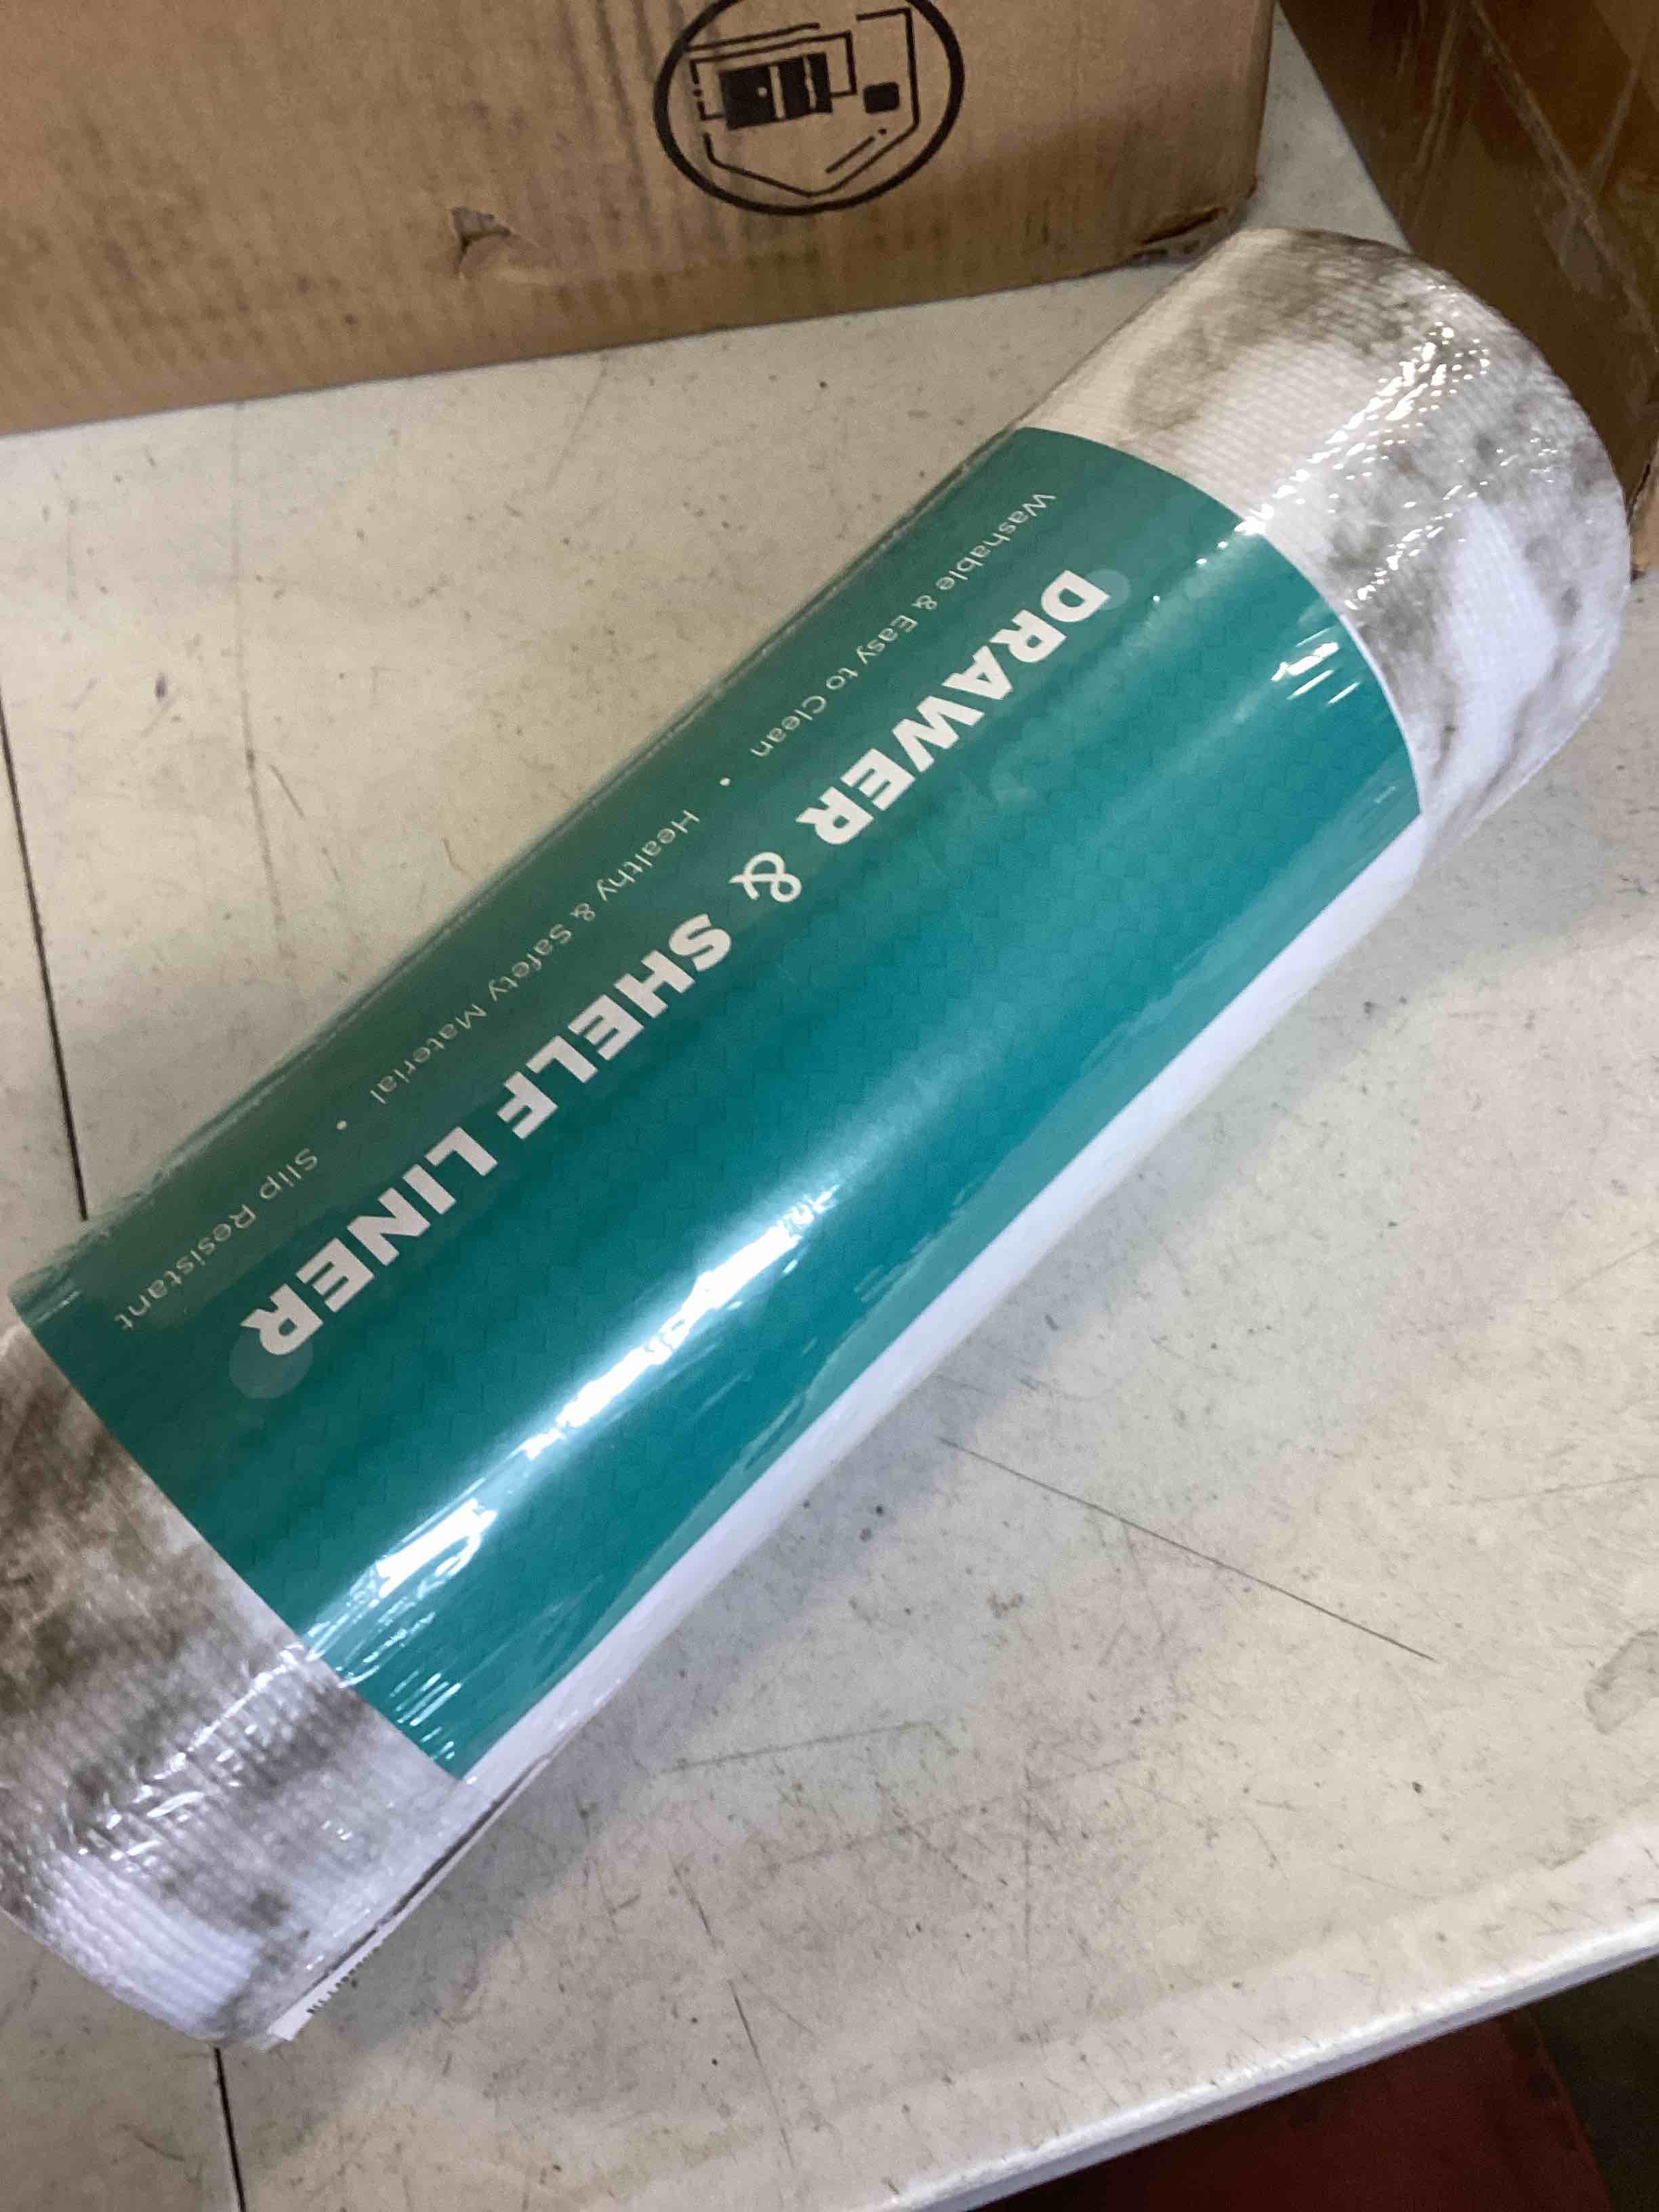 DRAWER & SHELF LINER
Washable & Easy to Clean • Healthy & Safety Material • Slip Resistant